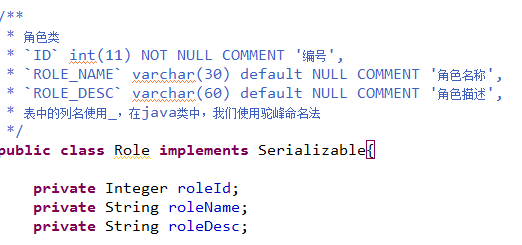 /**
* 角色类
* `ID` int(11) NOT NULL COMMENT '编号',
* `ROLE_NAME` varchar(30) default NULL COMMENT '角色名称',
* `ROLE_DESC` varchar(60) default NULL COMMENT '角色描述',
* 表中的列名使用_，在java类中，我们使用驼峰命名法
*/
public class Role implements Serializable{
private Integer roleId;
private String roleName;
private String roleDesc;